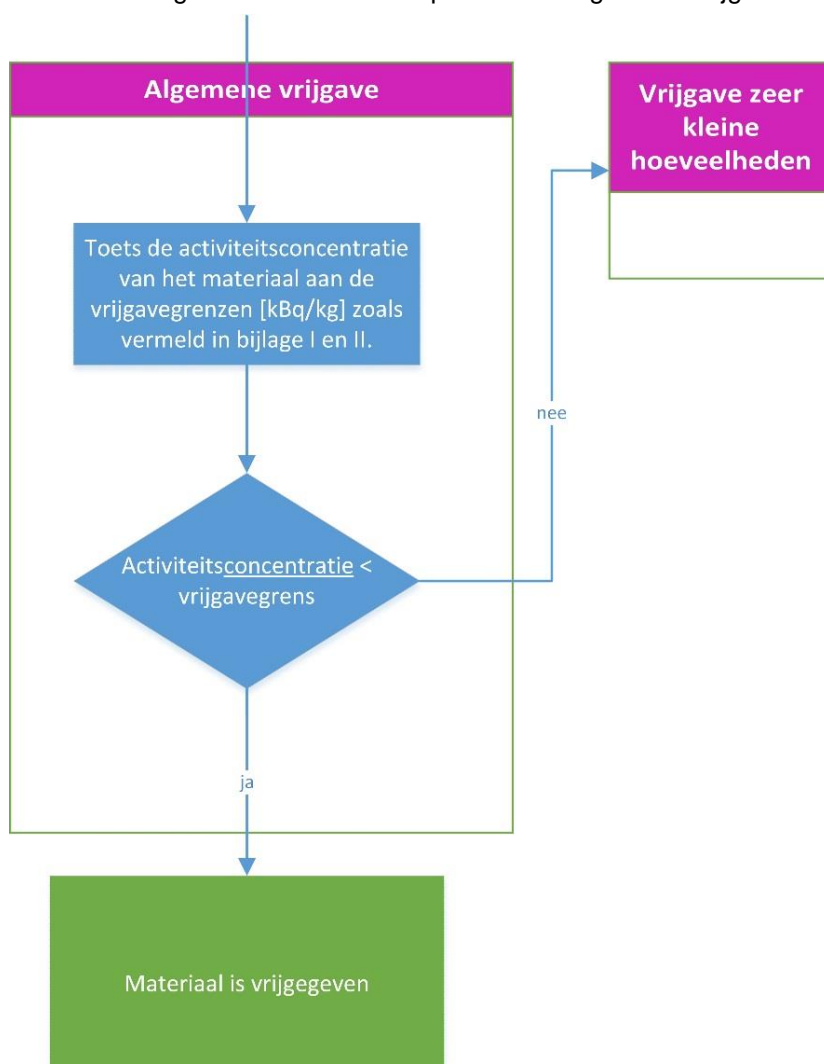 Algemene vrijgave
Vrijgave zeer
kleine
hoeveelheden
Toets de activiteitsconcentratie
van het materiaal aan de
vrijgavegrenzen [kBq/kg] zoals
vermeld in bijlage I en II.
nee
Activiteitsconcentratie <
vrijgavegrens
ja
Materiaal is vrijgegeven